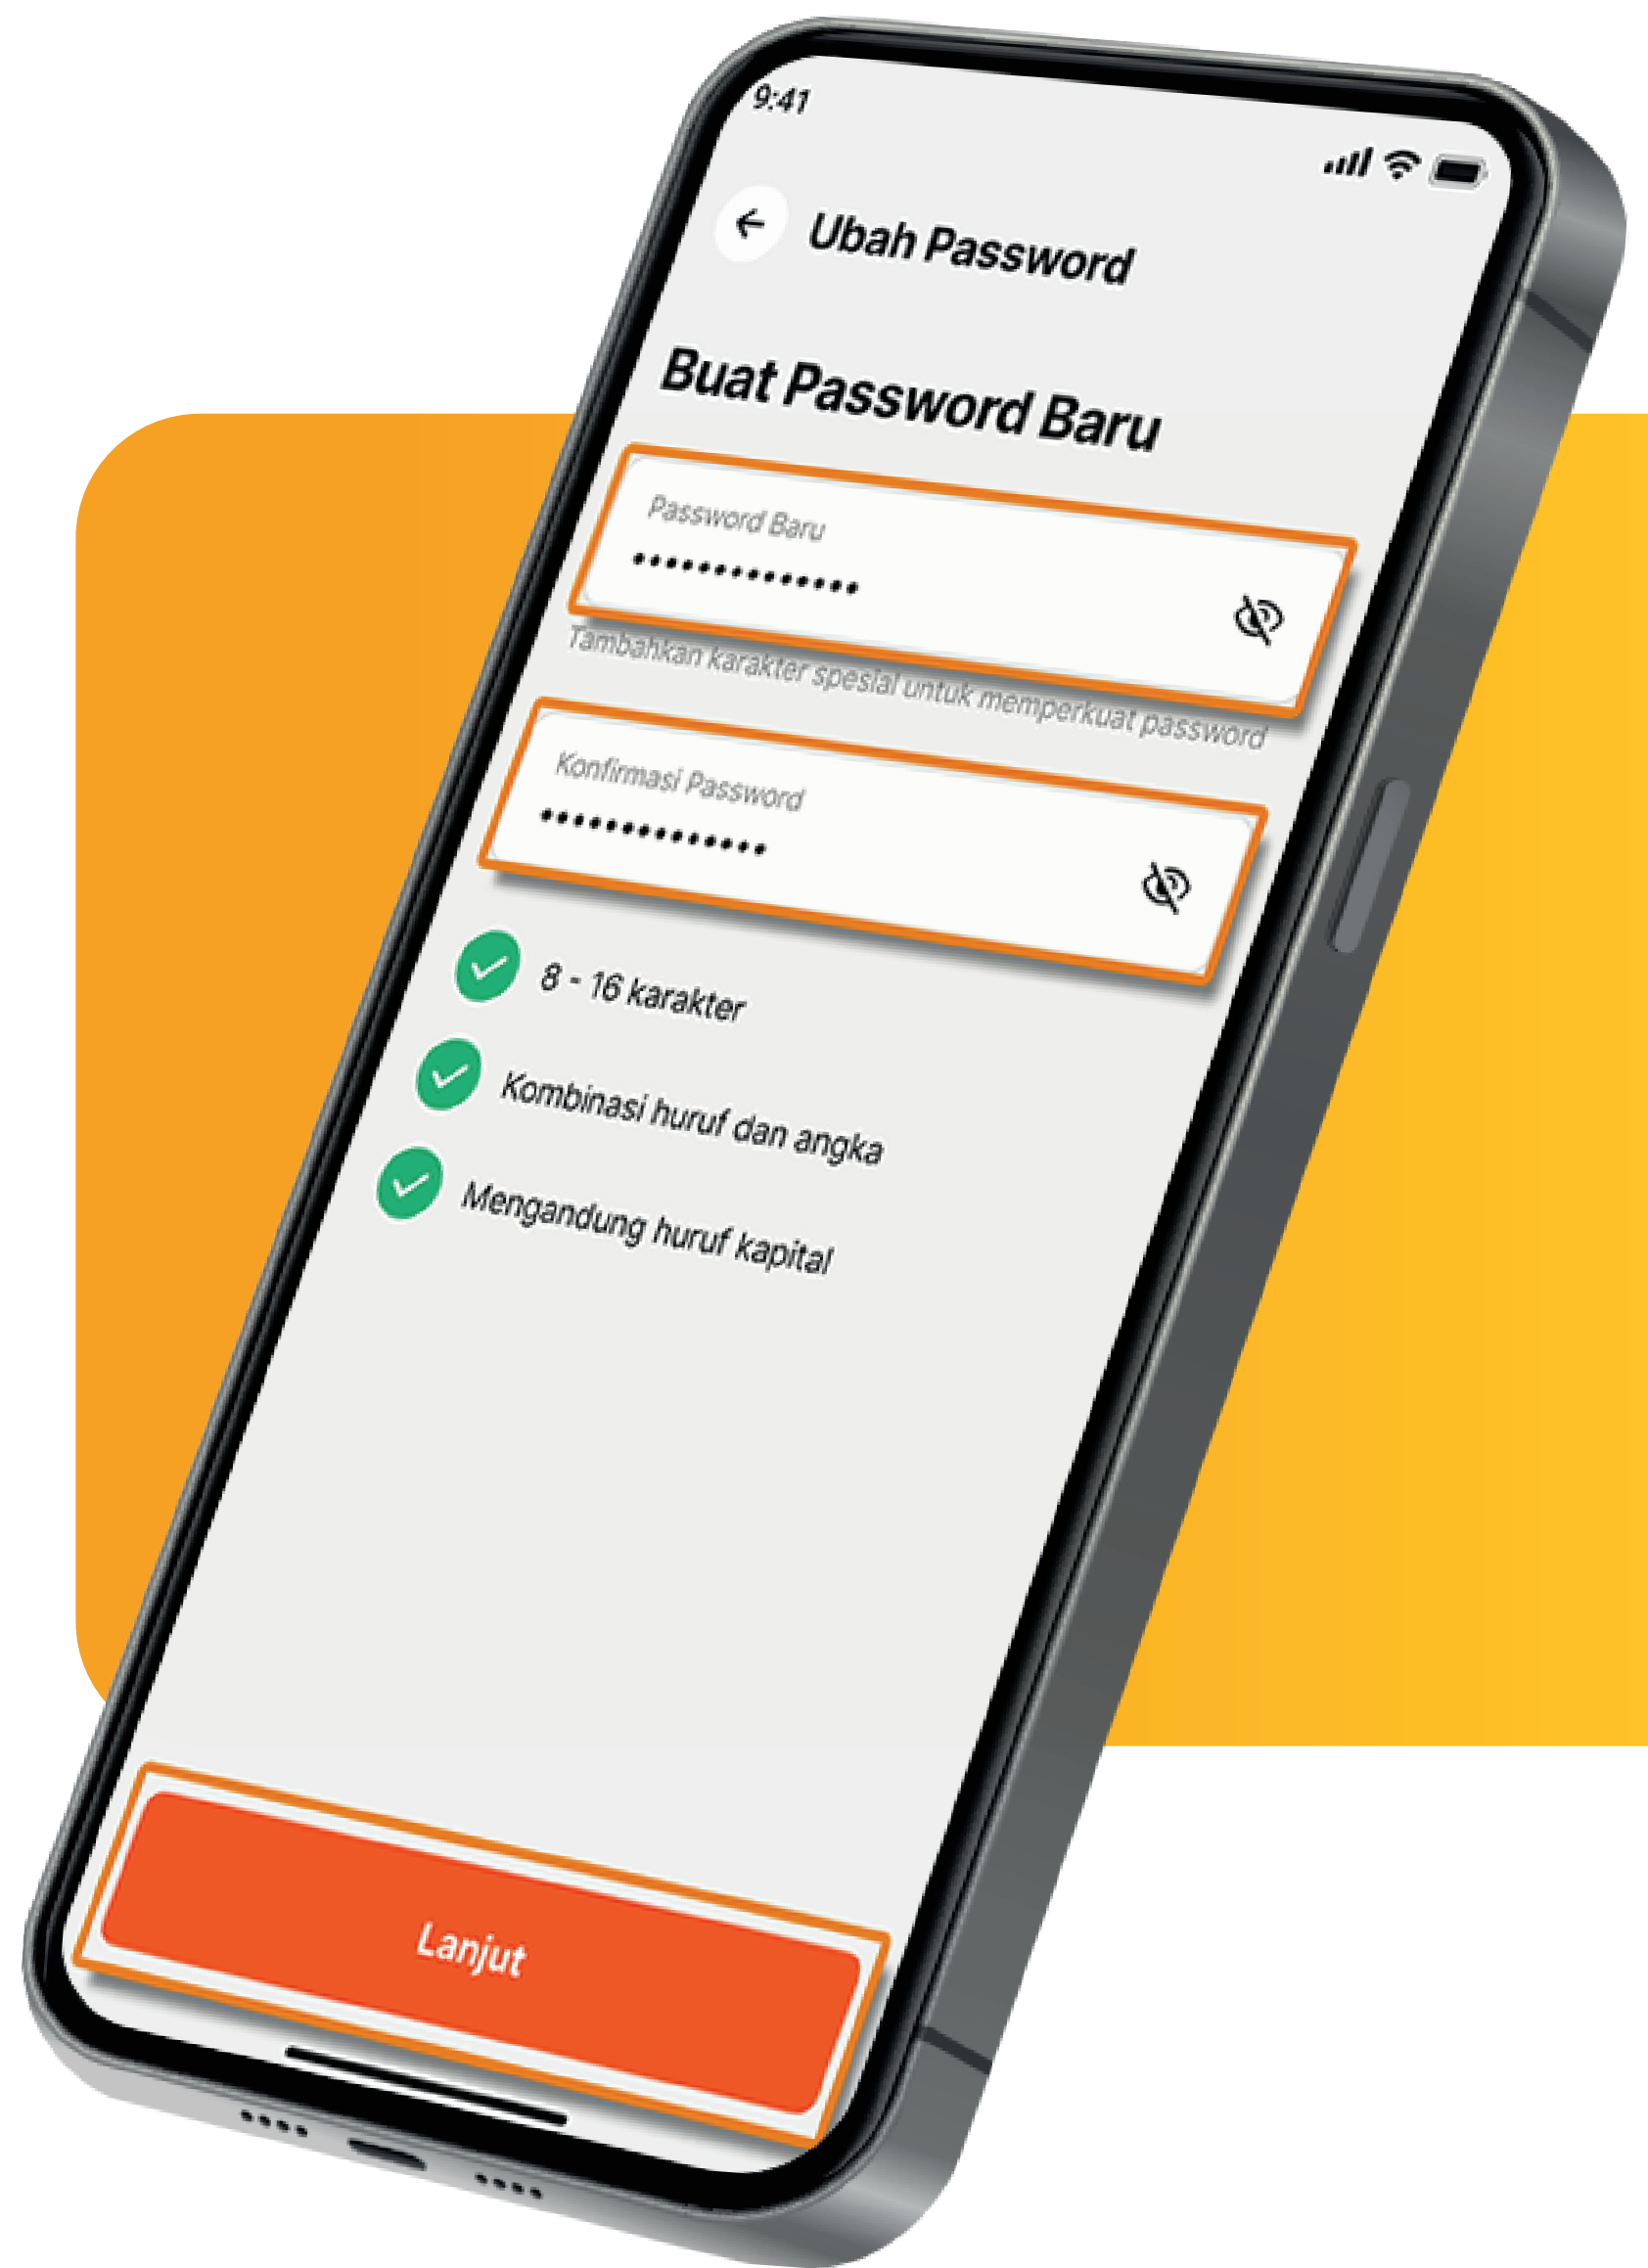 9:41
Ubah Password
Buat Password Baru
Password Baru
••••••••••••••
Tambahkan karakter spesial untuk memperkuat password
Konfirmasi Password
••••••••••••••
8 - 16 karakter
Kombinasi huruf dan angka
Mengandung huruf kapital
Lanjut